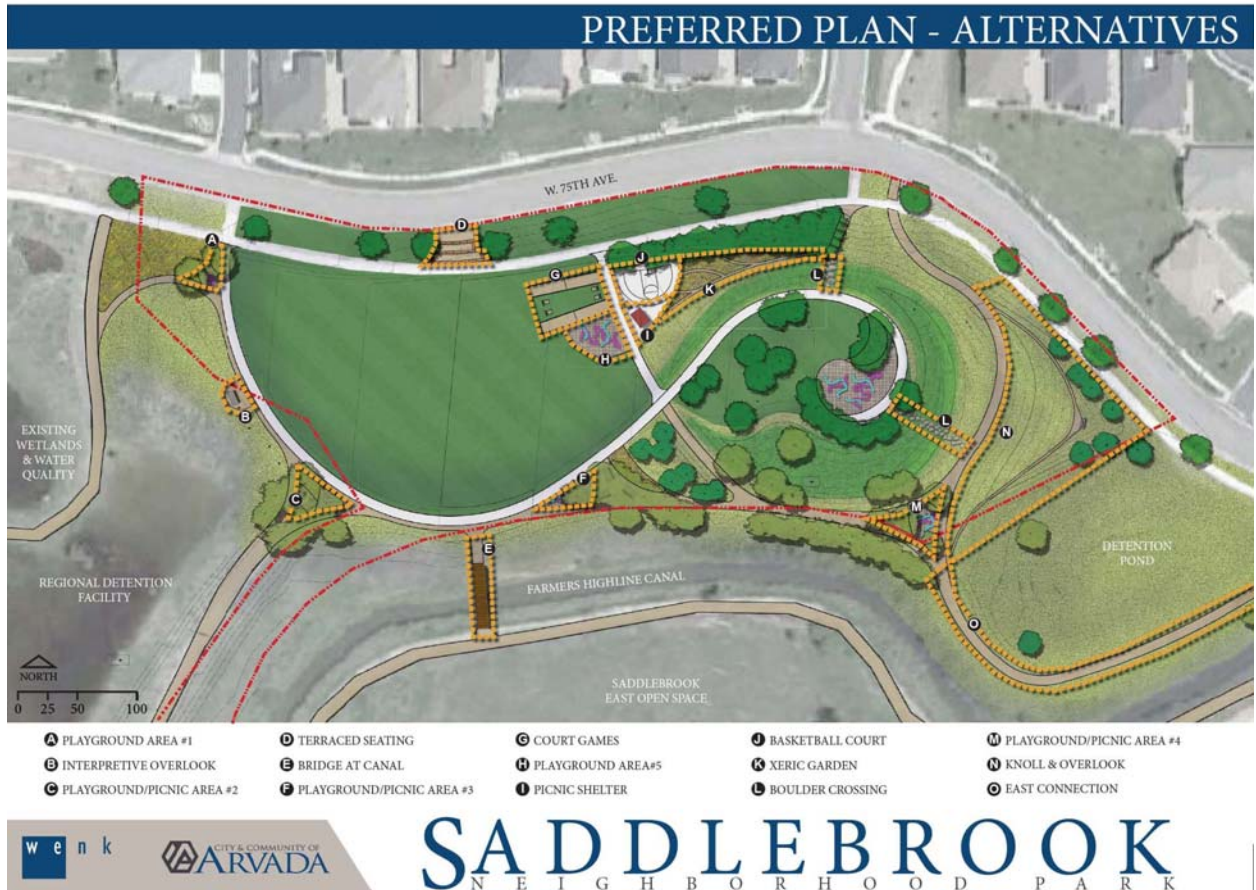 PREFERRED PLAN - ALTERNATIVES
W. 75TH AVE.
A
D
J
G
L
K
I
H
B
L
N
EXISTING
WETLANDS
& WATER
QUALITY
C
F
M
E
DETENTION
POND
REGIONAL DETENTION
FACILITY
FARMERS HIGHLINE CANAL
O
NORTH
0 25 50 100
SADDLEBROOK
EAST OPEN SPACE
A PLAYGROUND AREA #1
B INTERPRETIVE OVERLOOK
C PLAYGROUND/PICNIC AREA #2
D TERRACED SEATING
E BRIDGE AT CANAL
F PLAYGROUND/PICNIC AREA #3
G COURT GAMES
H PLAYGROUND AREA#5
I PICNIC SHELTER
J BASKETBALL COURT
K XERIC GARDEN
L BOULDER CROSSING
M PLAYGROUND/PICNIC AREA #4
N KNOLL & OVERLOOK
O EAST CONNECTION
wenk
CITY & COMMUNITY OF
ARVADA
SADDLEBROOK
NEIGHBORHOOD PARK